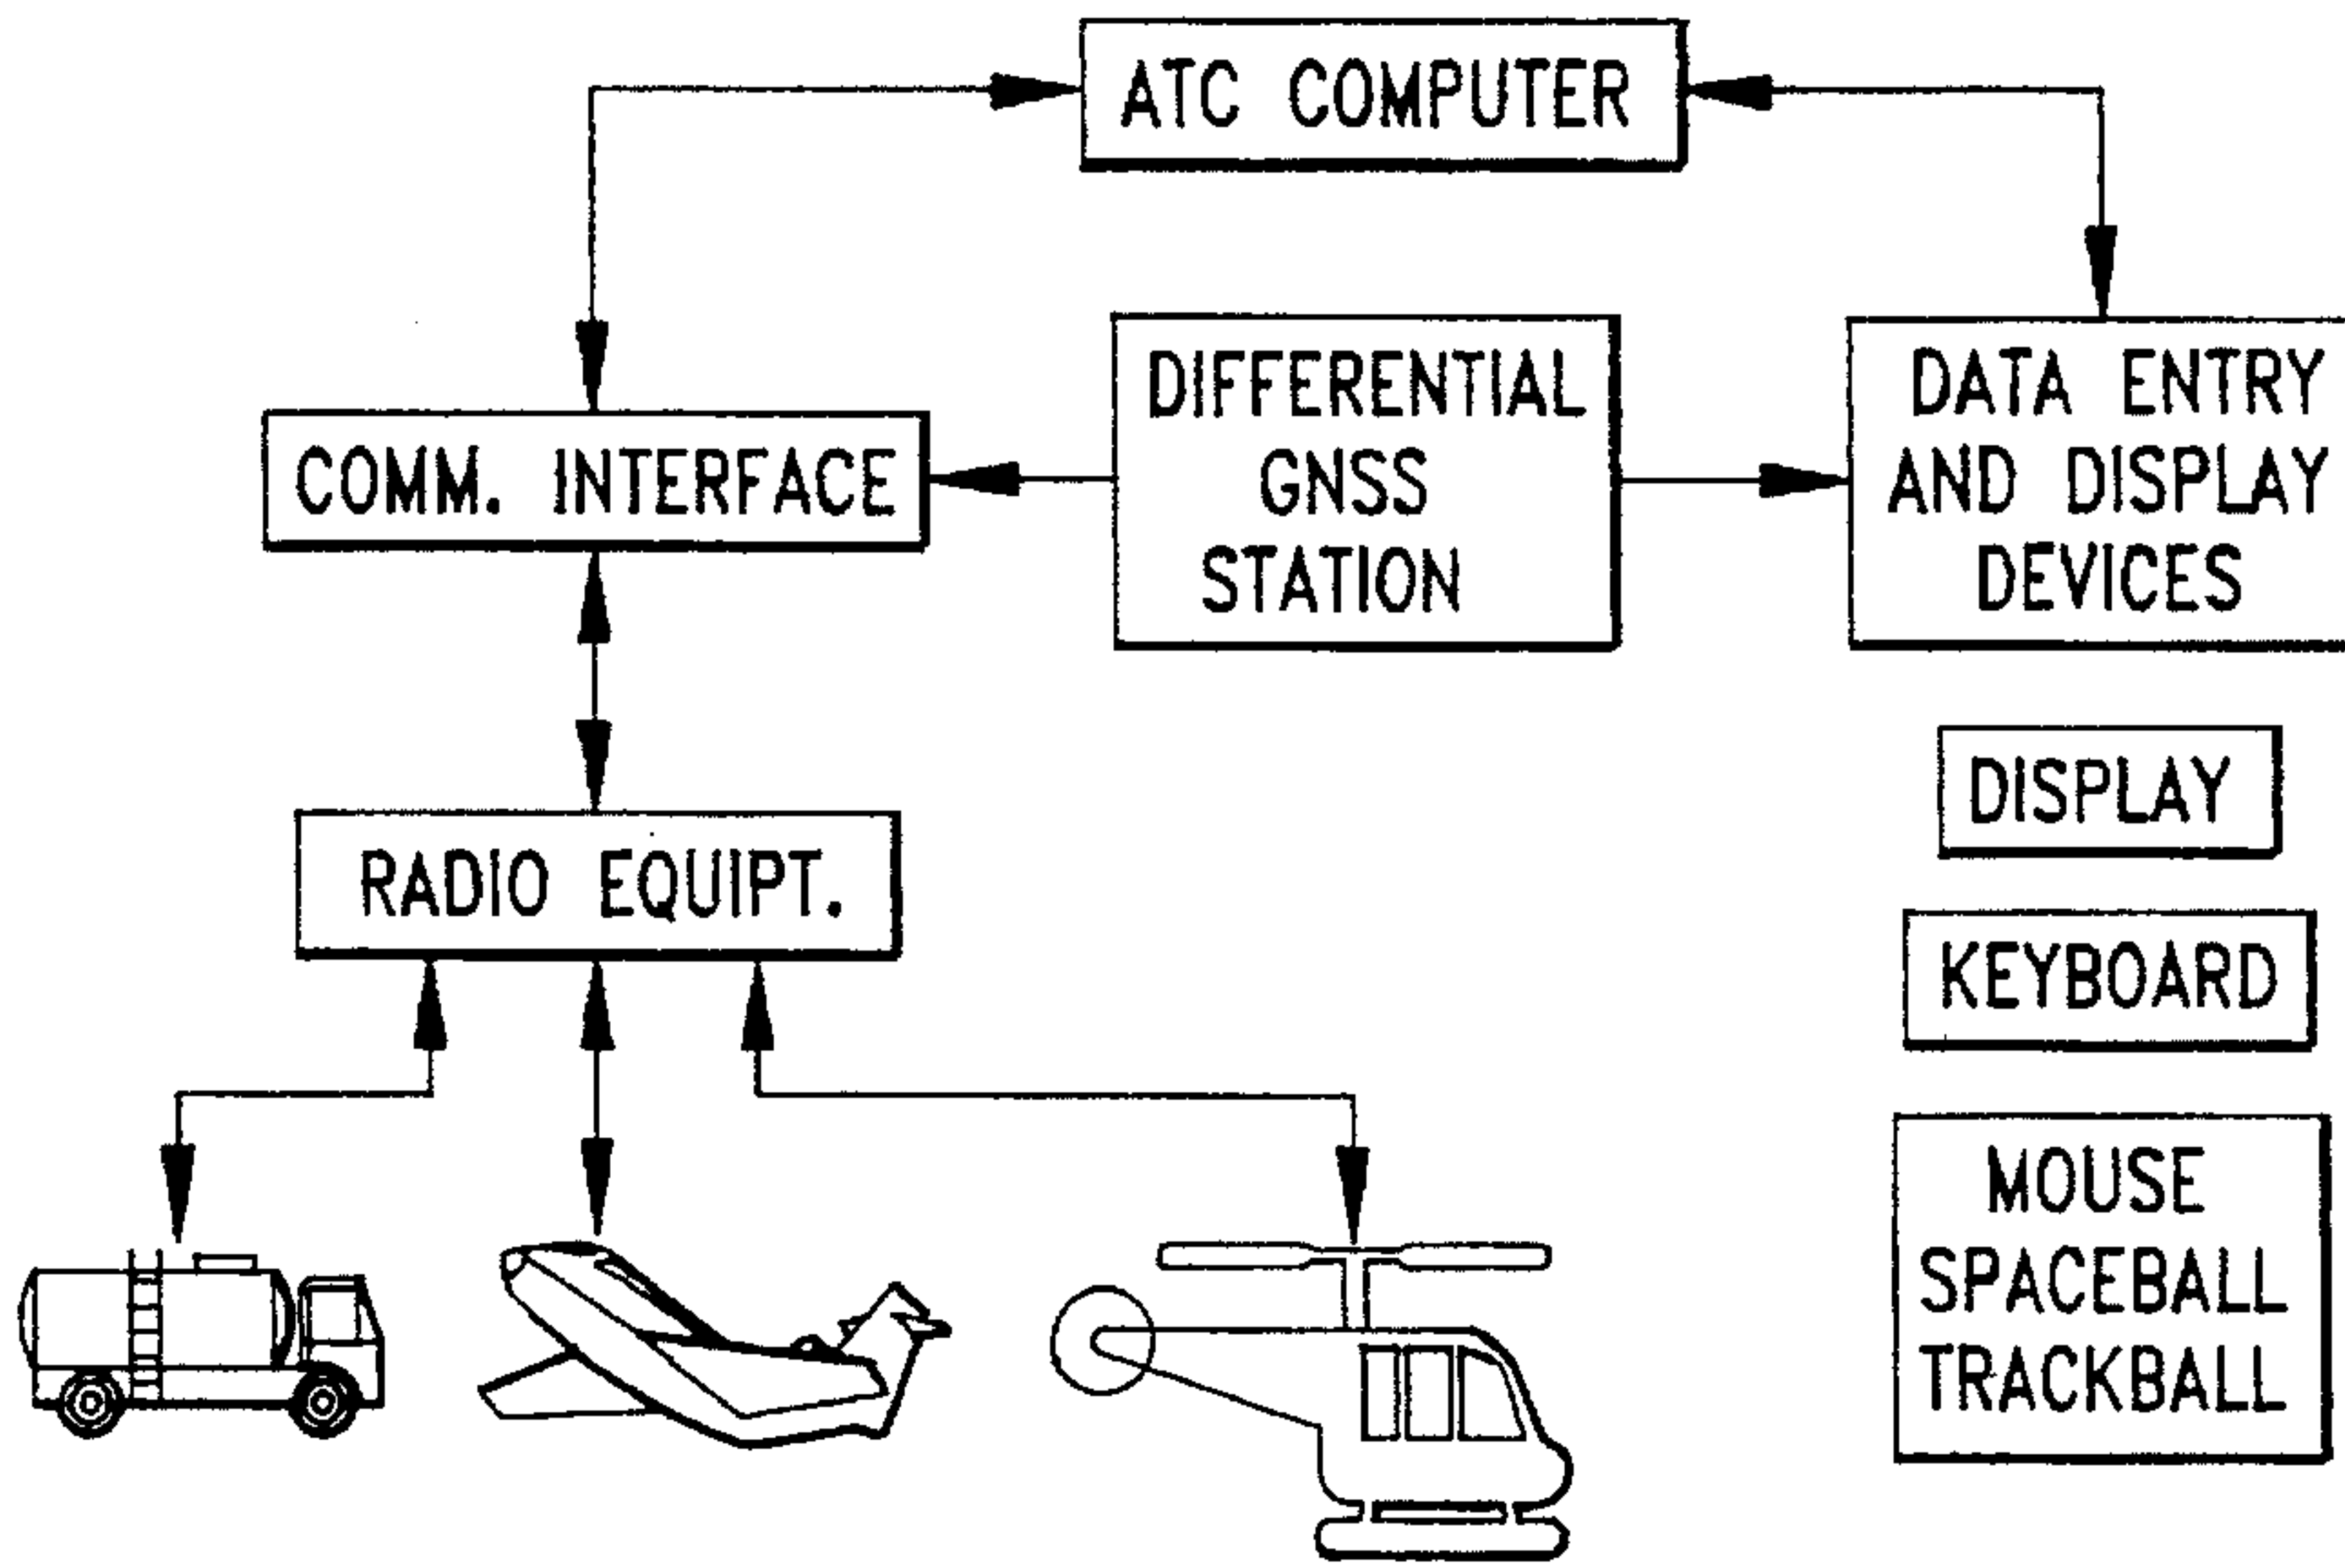 ATC COMPUTER
COMM. INTERFACE
DIFFERENTIAL
GNSS
STATION
DATA ENTRY
AND DISPLAY
DEVICES
RADIO EQUIPT.
DISPLAY
KEYBOARD
MOUSE
SPACEBALL
TRACKBALL